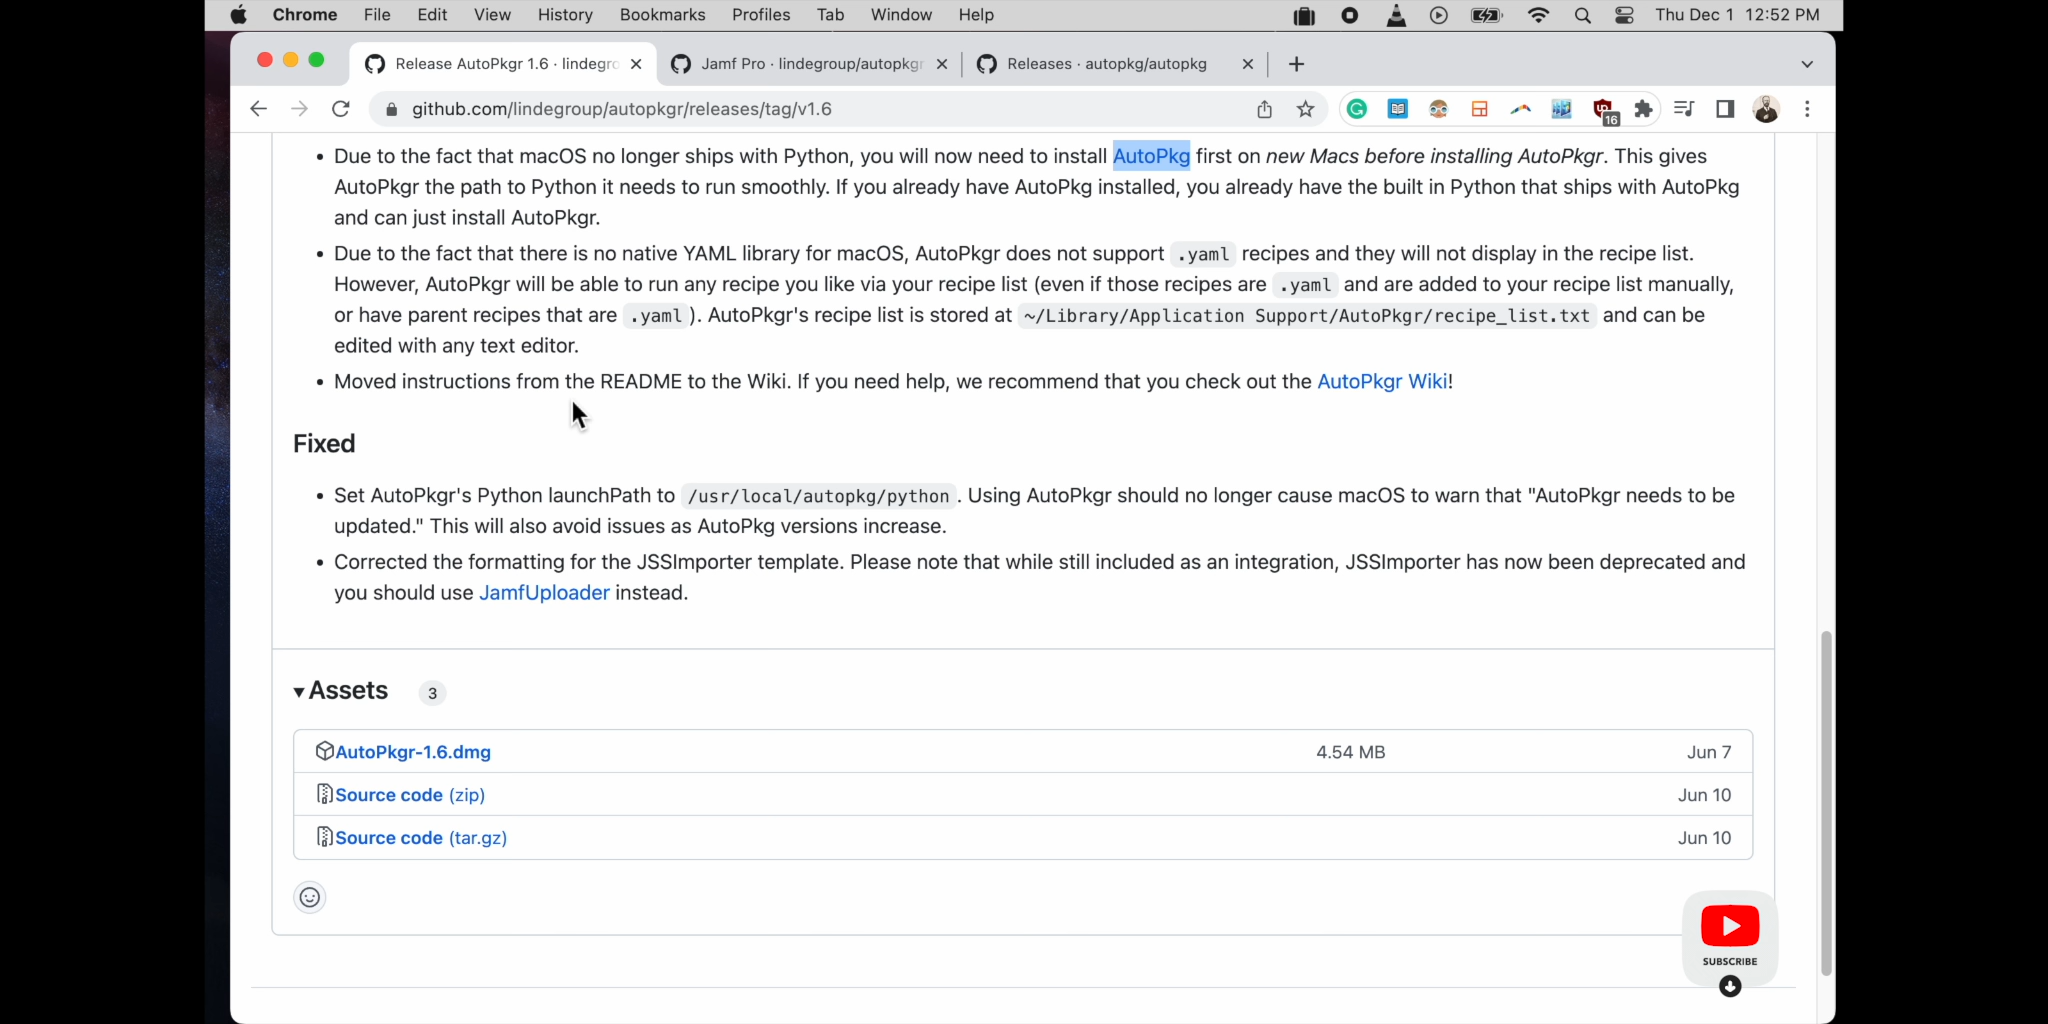 Chrome File Edit View History Bookmarks Profiles Tab Window Help Thu Dec 1 12:52 PM
Release AutoPkgr 1.6 · lindegro Jamf Pro · lindegroup/autopkgr Releases · autopkg/autopkg
github.com/lindegroup/autopkgr/releases/tag/v1.6 16
• Due to the fact that macOS no longer ships with Python, you will now need to install AutoPkg first on new Macs before installing AutoPkgr. This gives
AutoPkgr the path to Python it needs to run smoothly. If you already have AutoPkg installed, you already have the built in Python that ships with AutoPkg
and can just install AutoPkgr.
• Due to the fact that there is no native YAML library for macOS, AutoPkgr does not support .yaml recipes and they will not display in the recipe list.
However, AutoPkgr will be able to run any recipe you like via your recipe list (even if those recipes are .yaml and are added to your recipe list manually,
or have parent recipes that are .yaml ). AutoPkgr's recipe list is stored at ~/Library/Application Support/AutoPkgr/recipe_list.txt and can be
edited with any text editor.
• Moved instructions from the README to the Wiki. If you need help, we recommend that you check out the AutoPkgr Wiki!
Fixed
• Set AutoPkgr's Python launchPath to /usr/local/autopkg/python . Using AutoPkgr should no longer cause macOS to warn that "AutoPkgr needs to be
updated." This will also avoid issues as AutoPkg versions increase.
• Corrected the formatting for the JSSImporter template. Please note that while still included as an integration, JSSImporter has now been deprecated and
you should use JamfUploader instead.
Assets 3
AutoPkgr-1.6.dmg 4.54 MB Jun 7
Source code (zip) Jun 10
Source code (tar.gz) Jun 10
SUBSCRIBE